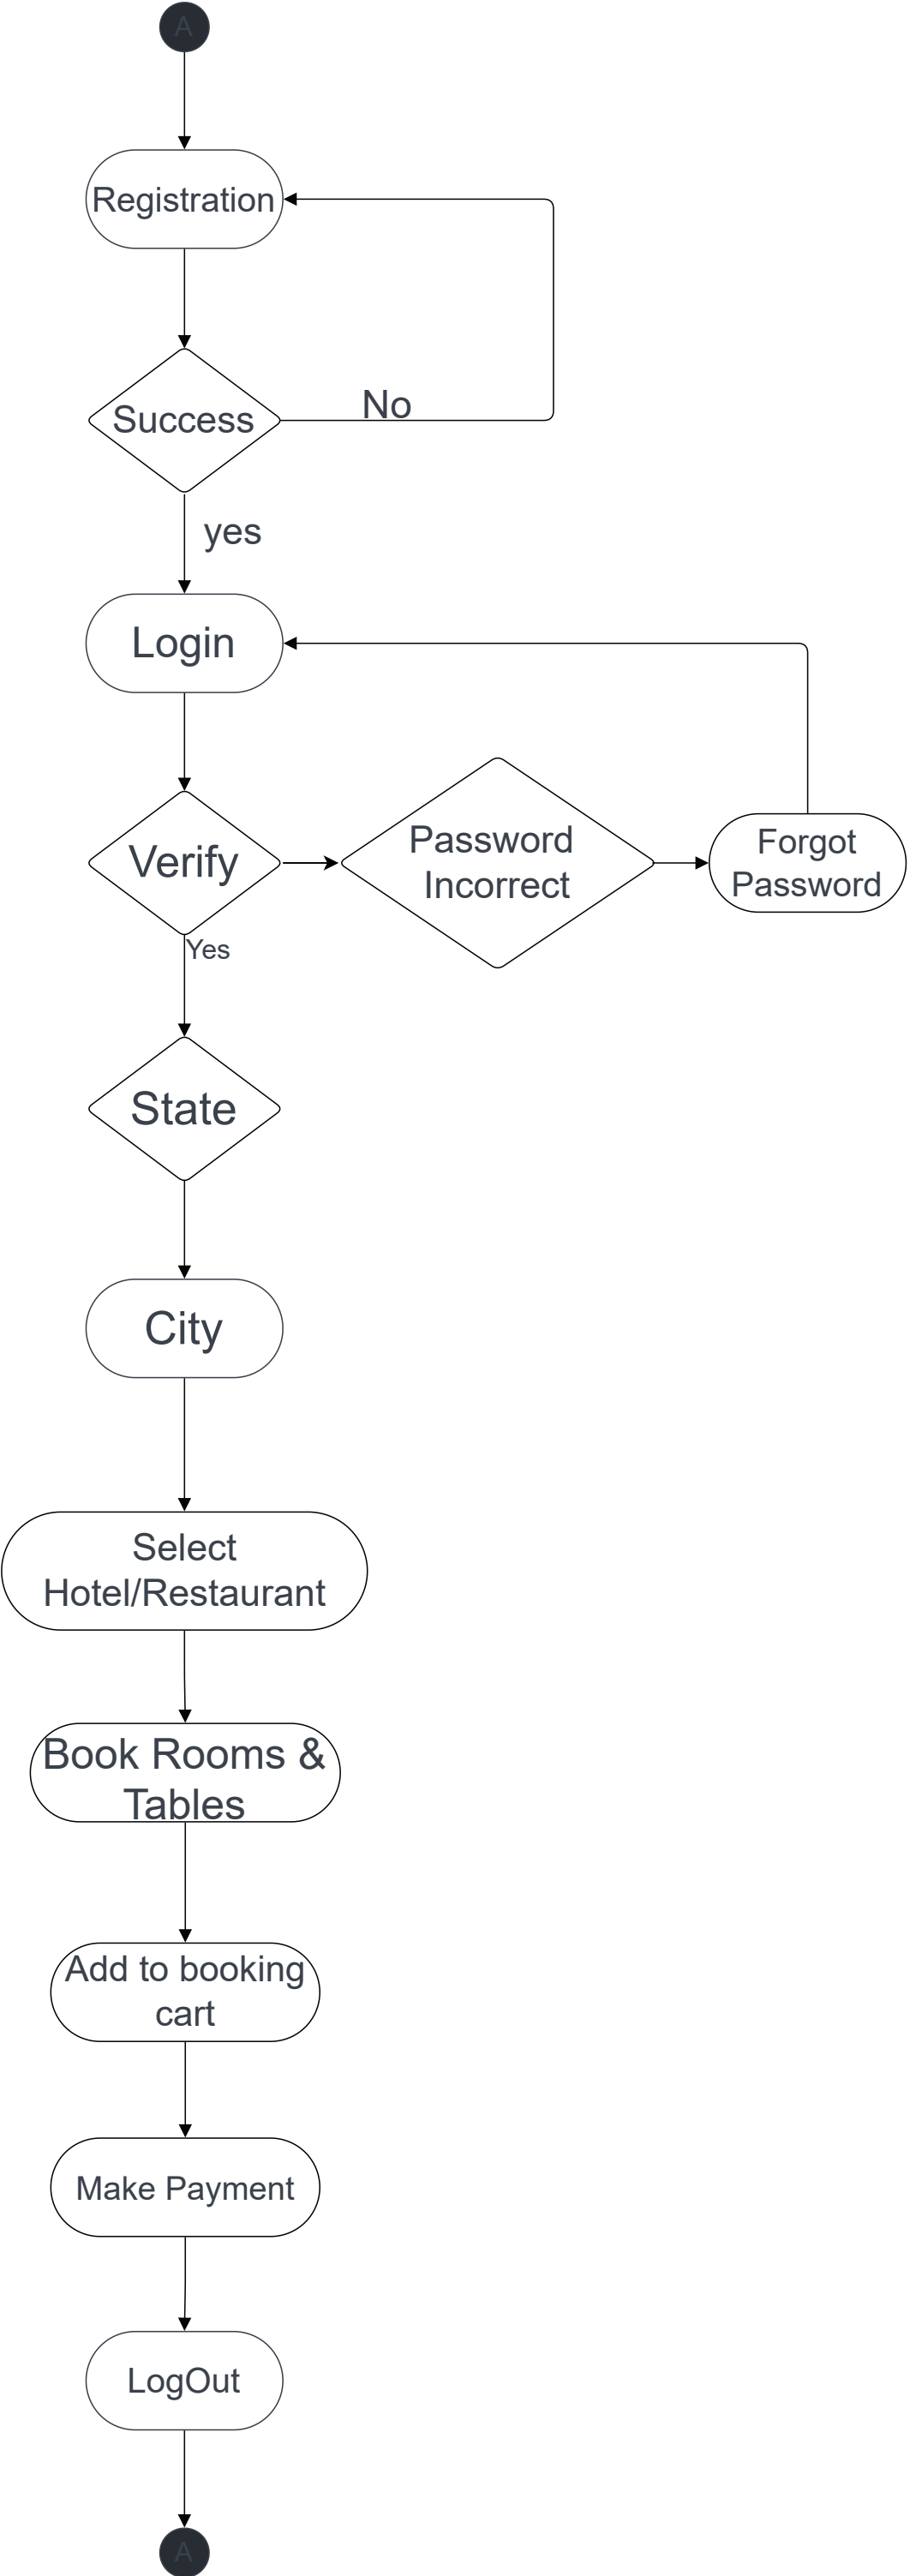 A
Registration
Success
No
yes
Login
Verify
Password
Incorrect
Forgot
Password
Yes
State
City
Select
Hotel/Restaurant
Book Rooms &
Tables
Add to booking
cart
Make Payment
LogOut
A